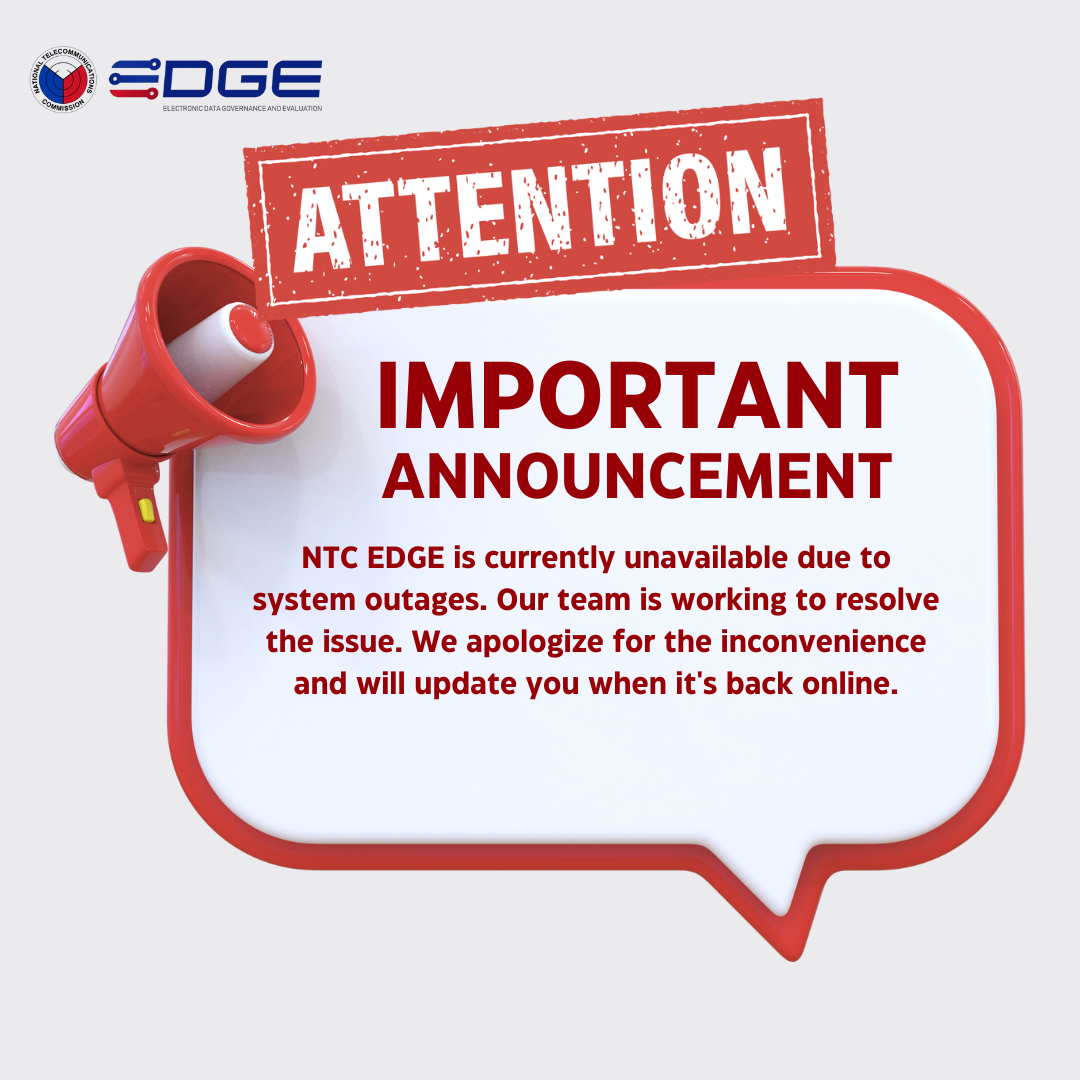 NATIONAL TELECOMMUNICATIONS
COMMISSION
EDGE
ELECTRONIC DATA GOVERNANCE AND EVALUATION
ATTENTION
IMPORTANT
ANNOUNCEMENT
NTC EDGE is currently unavailable due to
system outages. Our team is working to resolve
the issue. We apologize for the inconvenience
and will update you when it's back online.